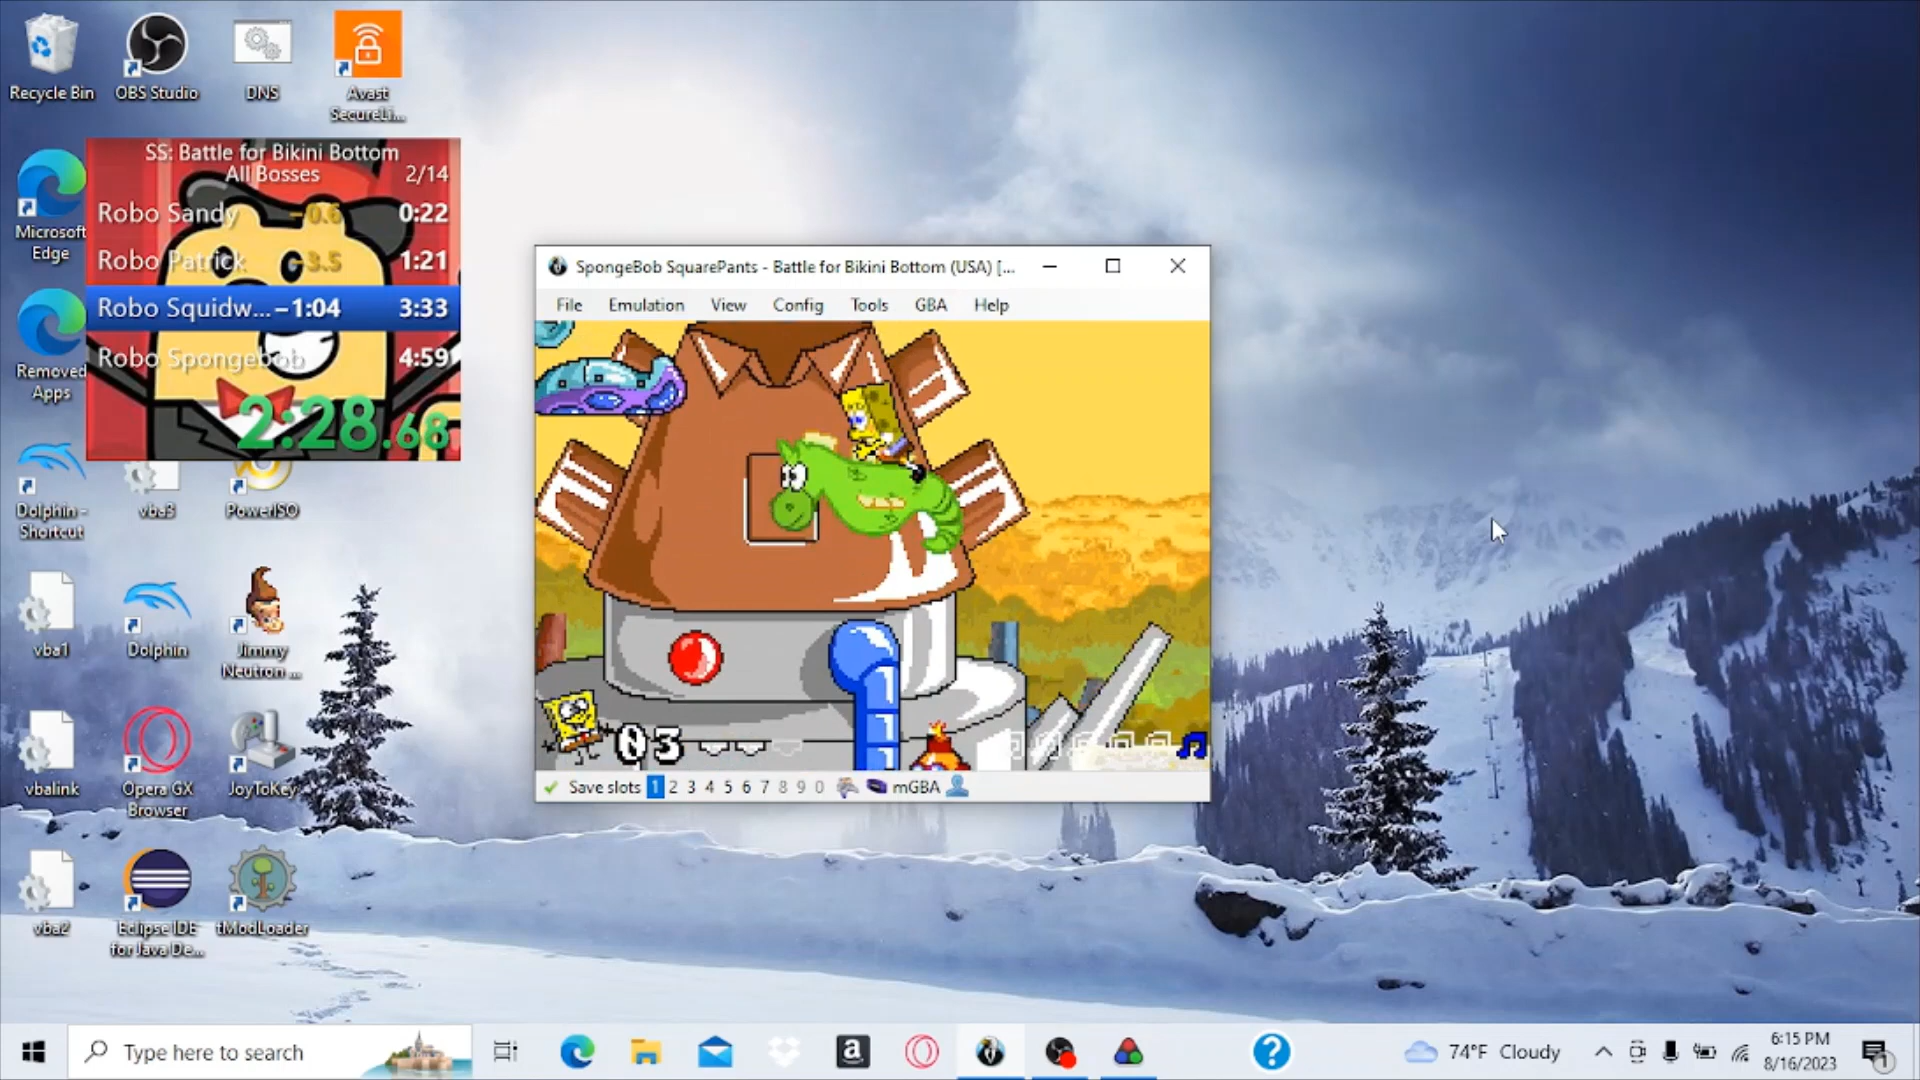 Recycle Bin
OBS Studio
DNS
Avast
SecureLi...
SS: Battle for Bikini Bottom
All Bosses
2/14
Robo Sandy -0.6 0:22
Robo Patrick -3.5 1:21
Robo Squidw... -1:04 3:33
Robo Spongebob 4:59
2:28.68
Microsoft
Edge
Removed
Apps
Dolphin -
Shortcut
vba3
PowerISO
vba1
Dolphin
Jimmy
Neutron ...
vbalink
Opera GX
Browser
JoyToKey
vba2
Eclipse IDE
for Java De...
tModLoader
SpongeBob SquarePants - Battle for Bikini Bottom (USA) [...
File Emulation View Config Tools GBA Help
03
Save slots 1 2 3 4 5 6 7 8 9 0 mGBA
Type here to search
a
?
74°F Cloudy
6:15 PM
8/16/2023
1